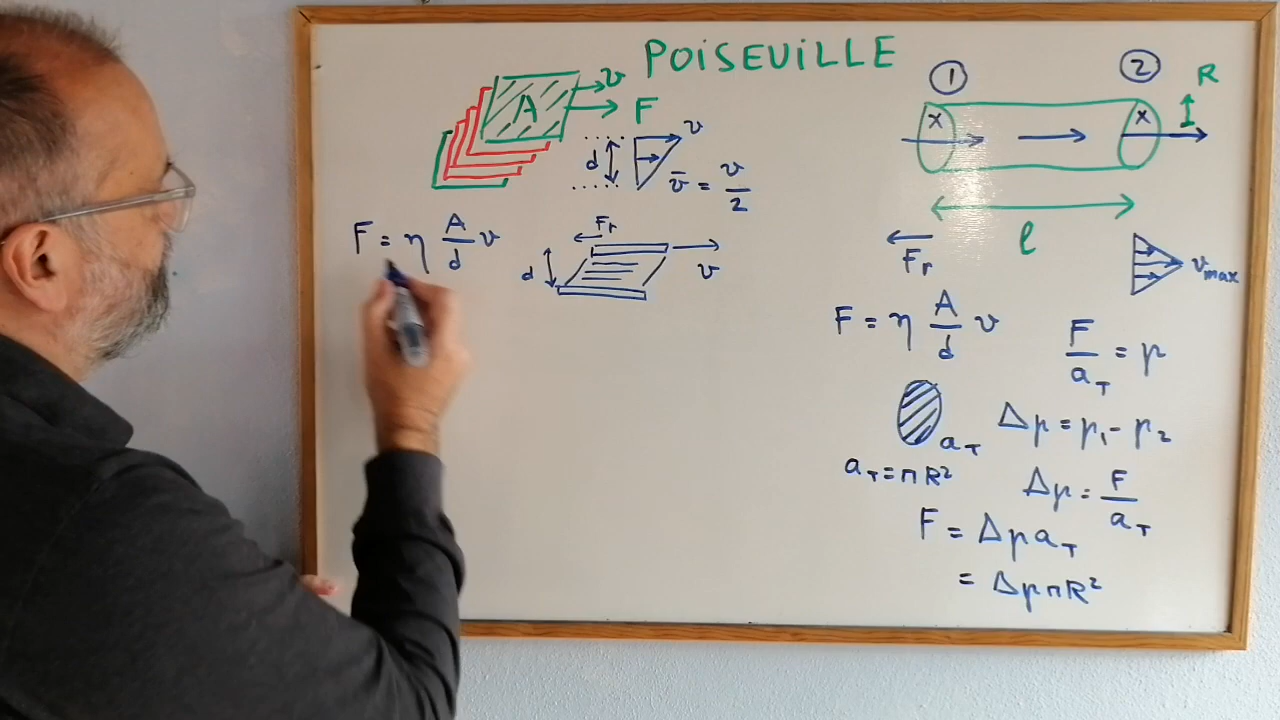 POISEUILLE
A
v
F
d
v
v̄ = v/2
F = η A/d v
Fr
d
v
1
2
R
x
x
l
Fr
vmax
F = η A/d v
F/aT = p
aT
Δp = p1 - p2
aT = πR²
Δp = F/aT
F = Δp aT
= Δp πR²